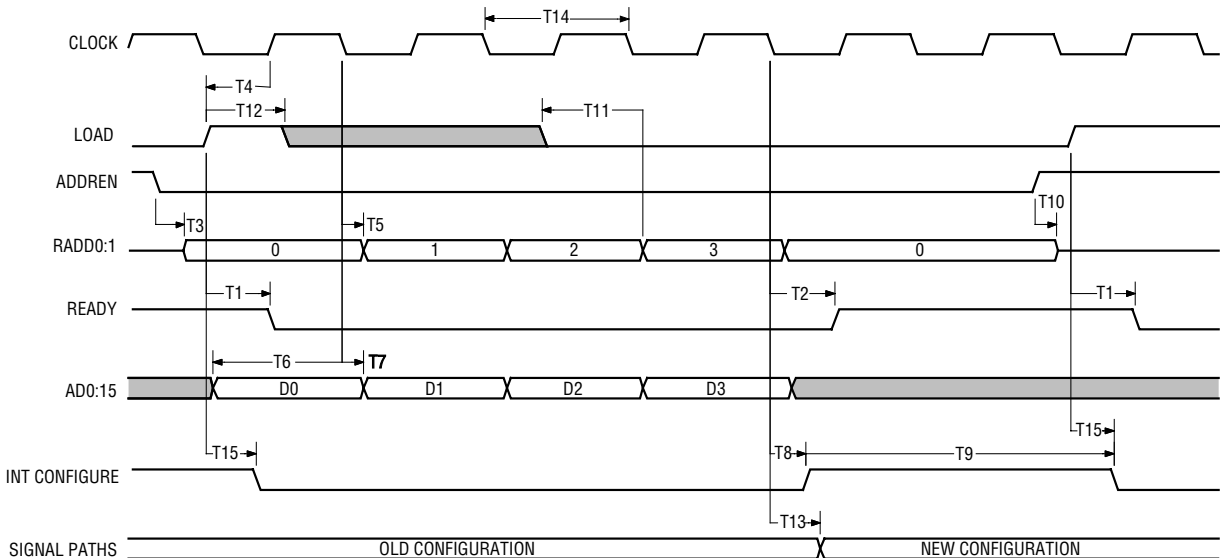 T14
CLOCK
T4
T12
T11
LOAD
ADDREN
T3
T5
T10
RADD0:1
0
1
2
3
0
T1
T2
T1
READY
T6
T7
AD0:15
D0
D1
D2
D3
T15
T15
T8
T9
INT CONFIGURE
T13
SIGNAL PATHS
OLD CONFIGURATION
NEW CONFIGURATION